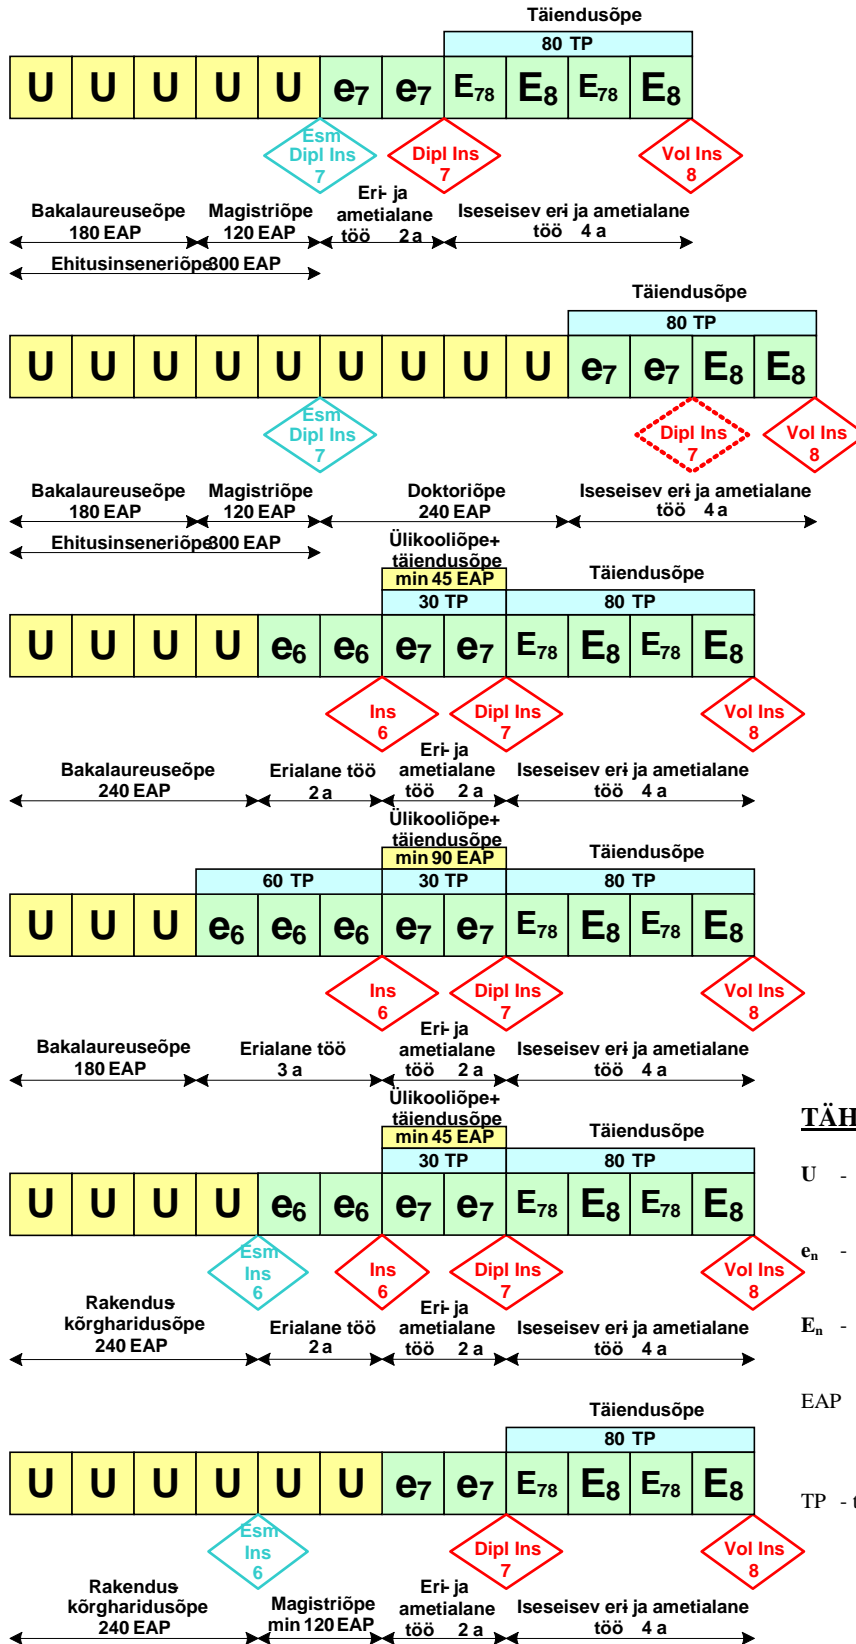 Täiendusõpe
80 TP
U U U U U e7 e7 E78 E8 E78 E8
Esm Dipl Ins 7
Dipl Ins 7
Vol Ins 8
Bakalaureuseõpe 180 EAP
Magistriõpe 120 EAP
Eri- ja ametialane töö 2 a
Iseseisev eri- ja ametialane töö 4 a
Ehitusinseneriõpe 300 EAP
Täiendusõpe
80 TP
U U U U U U U U U e7 e7 E8 E8
Esm Dipl Ins 7
Dipl Ins 7
Vol Ins 8
Bakalaureuseõpe 180 EAP
Magistriõpe 120 EAP
Doktoriõpe 240 EAP
Iseseisev eri- ja ametialane töö 4 a
Ehitusinseneriõpe 300 EAP
Ülikooliõpe+ täiendusõpe
min 45 EAP
Täiendusõpe
30 TP
80 TP
U U U U e6 e6 e7 e7 E78 E8 E78 E8
Ins 6
Dipl Ins 7
Vol Ins 8
Bakalaureuseõpe 240 EAP
Erialane töö 2 a
Eri- ja ametialane töö 2 a
Iseseisev eri- ja ametialane töö 4 a
Ülikooliõpe+ täiendusõpe
min 90 EAP
Täiendusõpe
60 TP
30 TP
80 TP
U U U e6 e6 e6 e7 e7 E78 E8 E78 E8
Ins 6
Dipl Ins 7
Vol Ins 8
Bakalaureuseõpe 180 EAP
Erialane töö 3 a
Eri- ja ametialane töö 2 a
Iseseisev eri- ja ametialane töö 4 a
Ülikooliõpe+ täiendusõpe
min 45 EAP
Täiendusõpe
30 TP
80 TP
U U U U e6 e6 e7 e7 E78 E8 E78 E8
Esm Ins 6
Ins 6
Dipl Ins 7
Vol Ins 8
Rakendus-kõrgharidusõpe 240 EAP
Erialane töö 2 a
Eri- ja ametialane töö 2 a
Iseseisev eri- ja ametialane töö 4 a
Täiendusõpe
80 TP
U U U U U U e7 e7 E78 E8 E78 E8
Esm Ins 6
Dipl Ins 7
Vol Ins 8
Rakendus-kõrgharidusõpe 240 EAP
Magistriõpe min 120 EAP
Eri- ja ametialane töö 2 a
Iseseisev eri- ja ametialane töö 4 a
TÄH
U -
en -
En -
EAP
TP - t